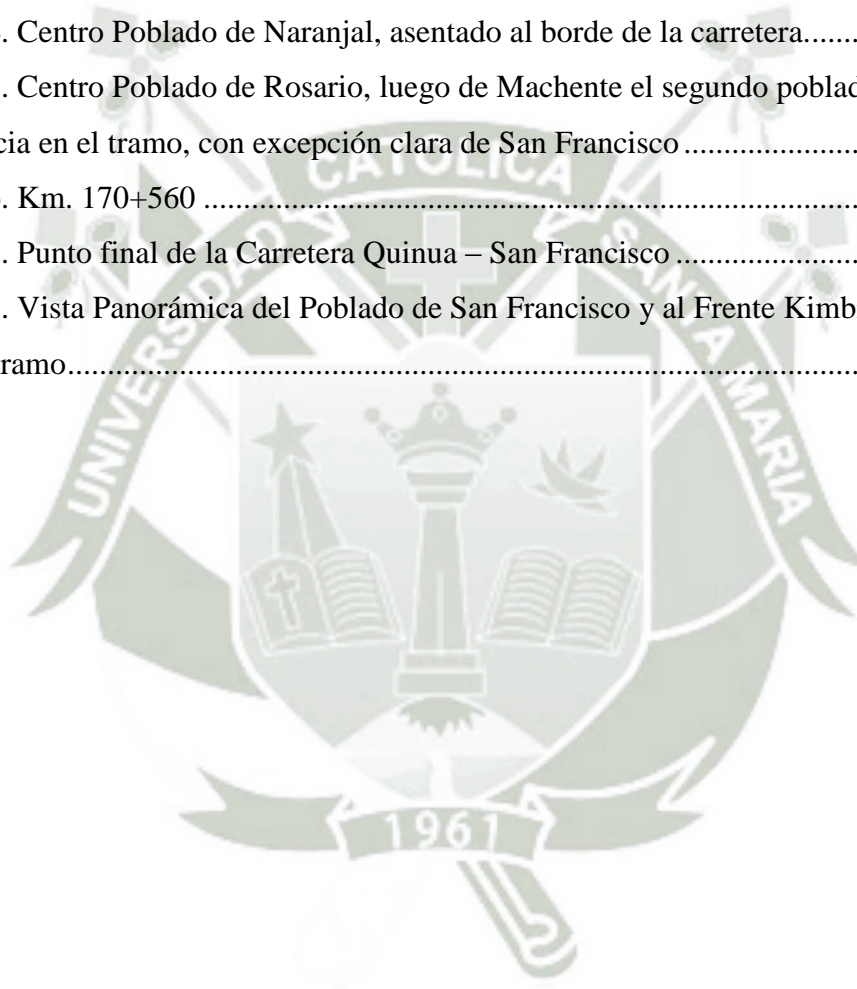 . Centro Poblado de Naranjal, asentado al borde de la carretera.......
. Centro Poblado de Rosario, luego de Machente el segundo poblad
cia en el tramo, con excepción clara de San Francisco.....................
. Km. 170+560 ..............................................................................
. Punto final de la Carretera Quinua – San Francisco......................
. Vista Panorámica del Poblado de San Francisco y al Frente Kimb
ramo.................................................................................................
UNIVERSIDAD CATOLICA SANTA MARIA
1961